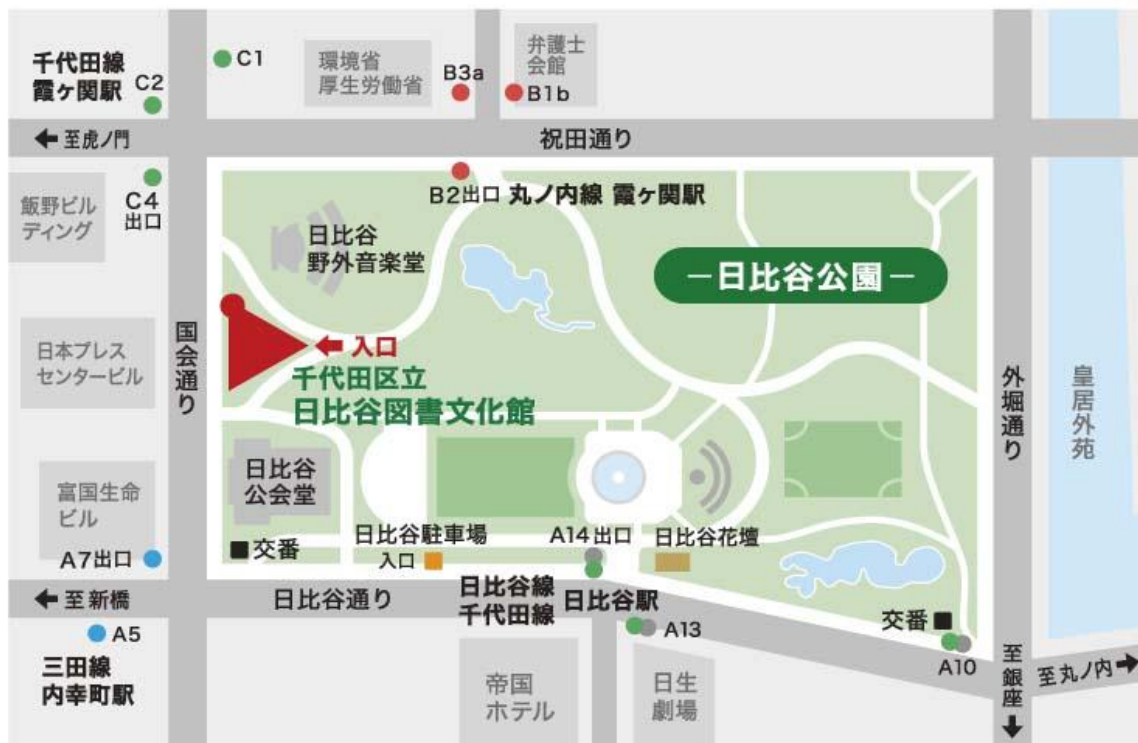 千代田線
霞ヶ関駅
C2
C1
環境省
厚生労働省
B3a
弁護士
会館
B1b
←至虎ノ門
祝田通り
飯野ビル
ディング
C4
出口
B2出口 丸ノ内線 霞ヶ関駅
日比谷
野外音楽堂
－日比谷公園－
日本プレス
センタービル
国会通り
←入口
千代田区立
日比谷図書文化館
外堀通り
皇居外苑
富国生命
ビル
日比谷
公会堂
A7出口
■交番
日比谷駐車場
入口
A14出口
日比谷花壇
←至新橋
日比谷通り
日比谷線
千代田線
日比谷駅
交番■
A5
A13
A10
三田線
内幸町駅
帝国
ホテル
日生
劇場
至銀座↓
至丸ノ内→